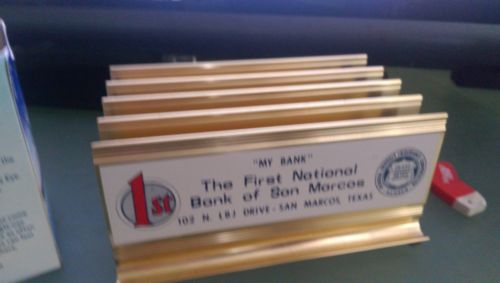 "MY BANK"
1st
The First National
Bank of San Marcos
102 N. LBJ DRIVE - SAN MARCOS, TEXAS